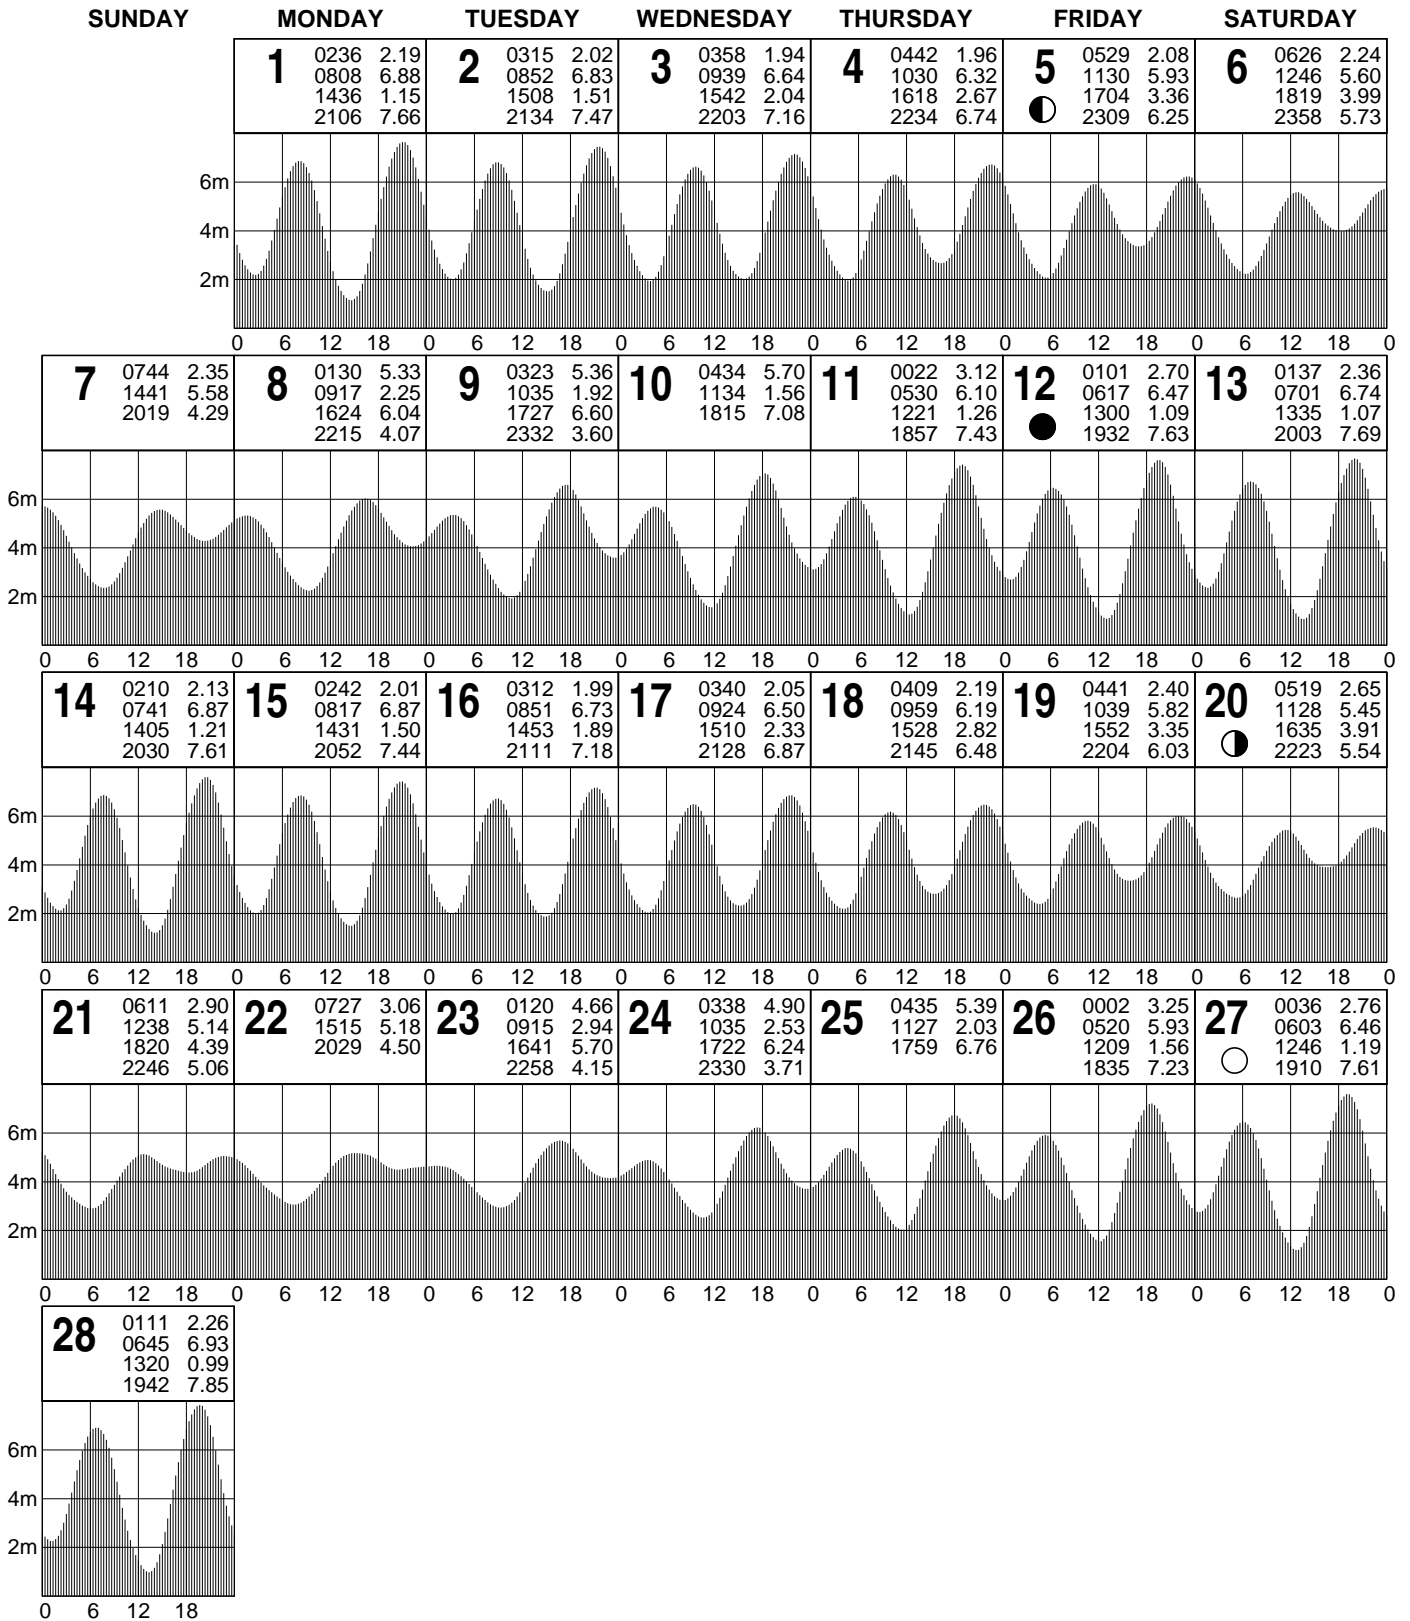 SUNDAY MONDAY TUESDAY WEDNESDAY THURSDAY FRIDAY SATURDAY
1 0236 2.19
0808 6.88
1436 1.15
2106 7.66
2 0315 2.02
0852 6.83
1508 1.51
2134 7.47
3 0358 1.94
0939 6.64
1542 2.04
2203 7.16
4 0442 1.96
1030 6.32
1618 2.67
2234 6.74
5 0529 2.08
1130 5.93
1704 3.36
2309 6.25
6 0626 2.24
1246 5.60
1819 3.99
2358 5.73
6m
4m
2m
0 6 12 18 0 6 12 18 0 6 12 18 0 6 12 18 0 6 12 18 0 6 12 18 0
7 0744 2.35
1441 5.58
2019 4.29
8 0130 5.33
0917 2.25
1624 6.04
2215 4.07
9 0323 5.36
1035 1.92
1727 6.60
2332 3.60
10 0434 5.70
1134 1.56
1815 7.08
11 0022 3.12
0530 6.10
1221 1.26
1857 7.43
12 0101 2.70
0617 6.47
1300 1.09
1932 7.63
13 0137 2.36
0701 6.74
1335 1.07
2003 7.69
6m
4m
2m
0 6 12 18 0 6 12 18 0 6 12 18 0 6 12 18 0 6 12 18 0 6 12 18 0 6 12 18 0
14 0210 2.13
0741 6.87
1405 1.21
2030 7.61
15 0242 2.01
0817 6.87
1431 1.50
2052 7.44
16 0312 1.99
0851 6.73
1453 1.89
2111 7.18
17 0340 2.05
0924 6.50
1510 2.33
2128 6.87
18 0409 2.19
0959 6.19
1528 2.82
2145 6.48
19 0441 2.40
1039 5.82
1552 3.35
2204 6.03
20 0519 2.65
1128 5.45
1635 3.91
2223 5.54
6m
4m
2m
0 6 12 18 0 6 12 18 0 6 12 18 0 6 12 18 0 6 12 18 0 6 12 18 0 6 12 18 0
21 0611 2.90
1238 5.14
1820 4.39
2246 5.06
22 0727 3.06
1515 5.18
2029 4.50
23 0120 4.66
0915 2.94
1641 5.70
2258 4.15
24 0338 4.90
1035 2.53
1722 6.24
2330 3.71
25 0435 5.39
1127 2.03
1759 6.76
26 0002 3.25
0520 5.93
1209 1.56
1835 7.23
27 0036 2.76
0603 6.46
1246 1.19
1910 7.61
6m
4m
2m
0 6 12 18 0 6 12 18 0 6 12 18 0 6 12 18 0 6 12 18 0 6 12 18 0 6 12 18 0
28 0111 2.26
0645 6.93
1320 0.99
1942 7.85
6m
4m
2m
0 6 12 18